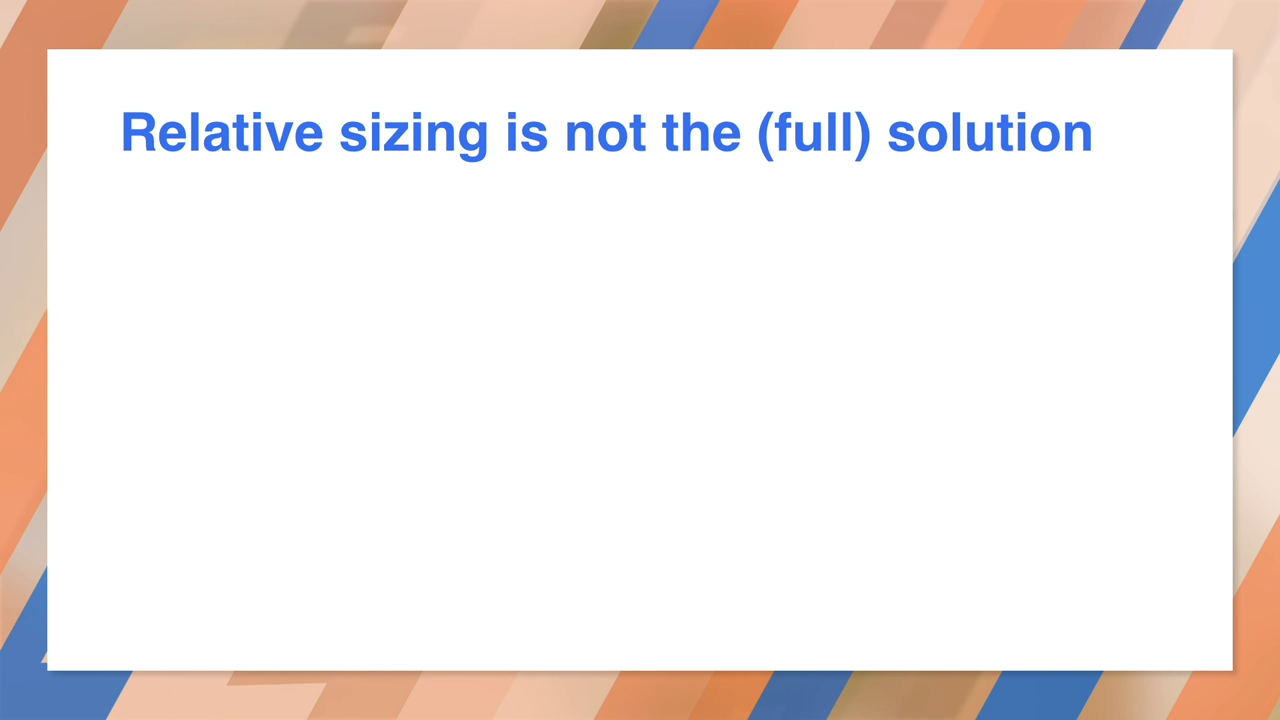 Relative sizing is not the (full) solution